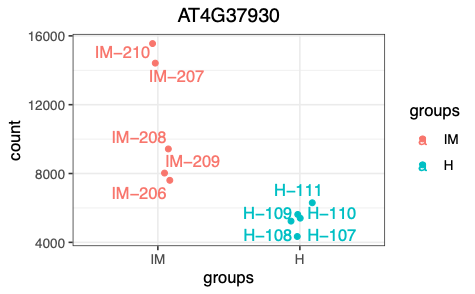 AT4G37930
16000
12000
8000
4000
count
IM−210
IM−207
IM−208
IM−209
IM−206
H−111
H−109 H−110
H−108 H−107
IM H
groups
groups
a IM
a H